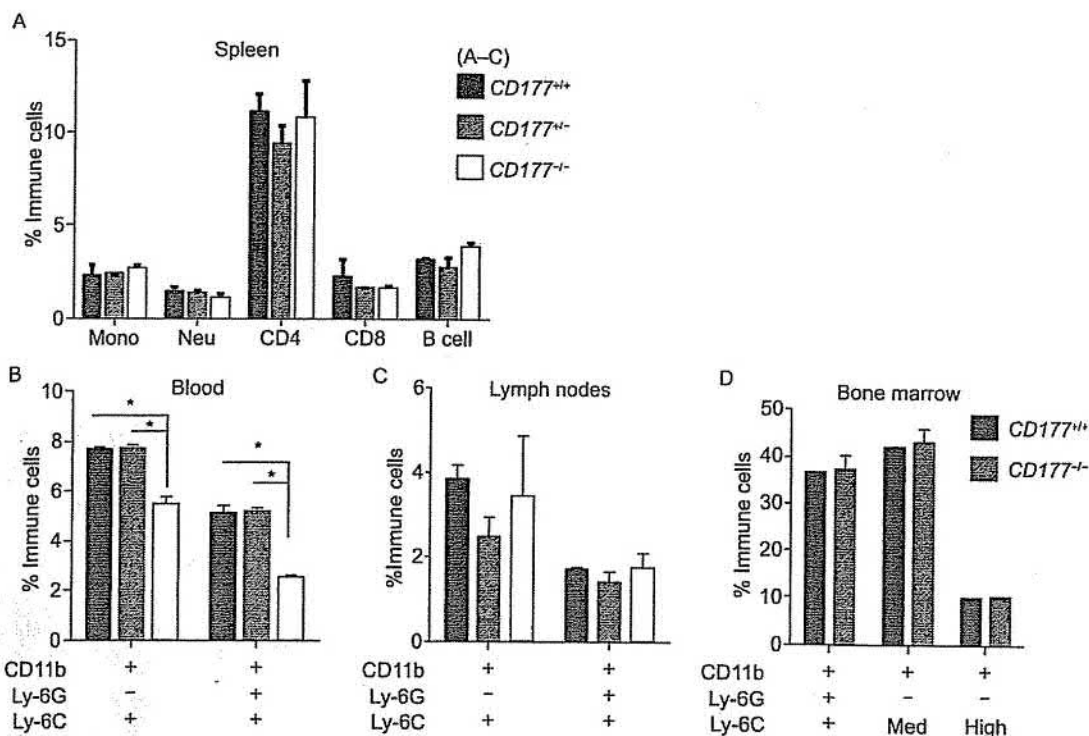 A
Spleen
(A–C)
CD177+/+
CD177+/-
CD177-/-
% Immune cells
15
10
5
0
Mono Neu CD4 CD8 B cell
B
Blood
% Immune cells
10
8
6
4
2
0
* *
* *
CD11b + +
Ly-6G – +
Ly-6C + +
C
Lymph nodes
%Immune cells
6
4
2
0
CD11b + +
Ly-6G – +
Ly-6C + +
D
Bone marrow
CD177+/+
CD177-/-
% Immune cells
50
40
30
20
10
0
CD11b + + +
Ly-6G + – –
Ly-6C + Med High